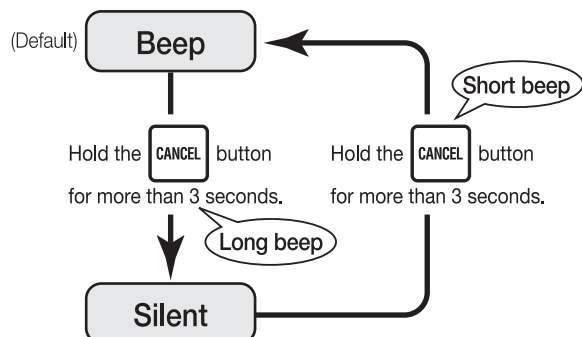 (Default)
Beep
Hold the CANCEL button
for more than 3 seconds.
Long beep
Short beep
Hold the CANCEL button
for more than 3 seconds.
Silent